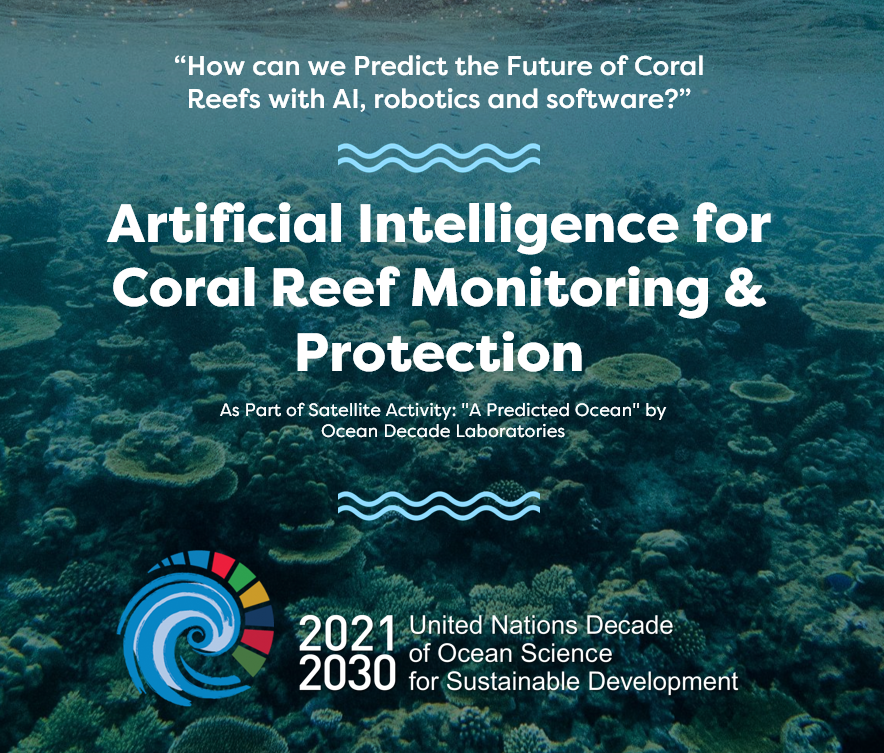 “How can we Predict the Future of Coral
Reefs with AI, robotics and software?”
Artificial Intelligence for
Coral Reef Monitoring &
Protection
As Part of Satellite Activity: "A Predicted Ocean" by
Ocean Decade Laboratories
2021
2030
United Nations Decade
of Ocean Science
for Sustainable Development